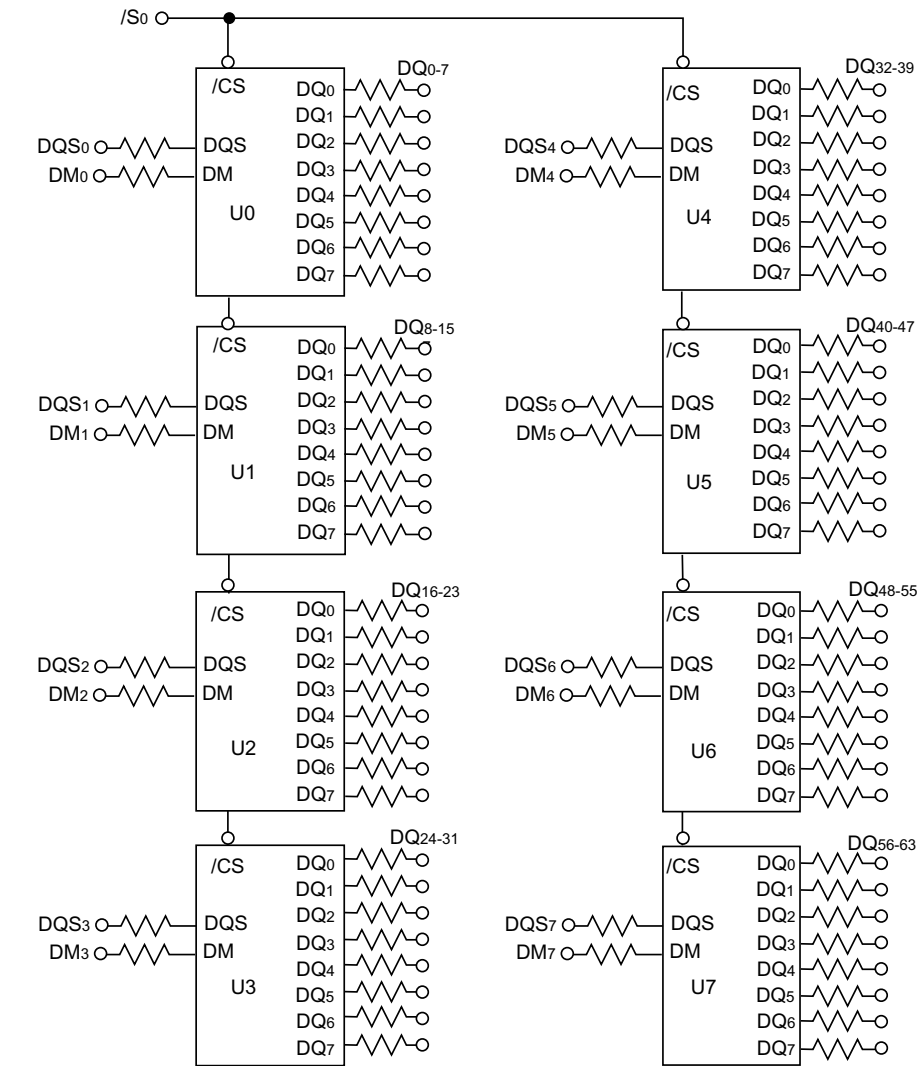 /S0
DQ0-7
/CS
DQ0
DQ1
DQS0
DQS
DQ2
DM0
DM
DQ3
DQ4
U0
DQ5
DQ6
DQ7
DQ32-39
/CS
DQ0
DQ1
DQS4
DQS
DQ2
DM4
DM
DQ3
DQ4
U4
DQ5
DQ6
DQ7
DQ8-15
/CS
DQ0
DQ1
DQS1
DQS
DQ2
DM1
DM
DQ3
DQ4
U1
DQ5
DQ6
DQ7
DQ40-47
/CS
DQ0
DQ1
DQS5
DQS
DQ2
DM5
DM
DQ3
DQ4
U5
DQ5
DQ6
DQ7
DQ16-23
/CS
DQ0
DQ1
DQS2
DQS
DQ2
DM2
DM
DQ3
DQ4
U2
DQ5
DQ6
DQ7
DQ48-55
/CS
DQ0
DQ1
DQS6
DQS
DQ2
DM6
DM
DQ3
DQ4
U6
DQ5
DQ6
DQ7
DQ24-31
/CS
DQ0
DQ1
DQ2
DQS3
DQS
DQ3
DM3
DM
DQ4
U3
DQ5
DQ6
DQ7
DQ56-63
/CS
DQ0
DQ1
DQ2
DQS7
DQS
DQ3
DM7
DM
DQ4
U7
DQ5
DQ6
DQ7